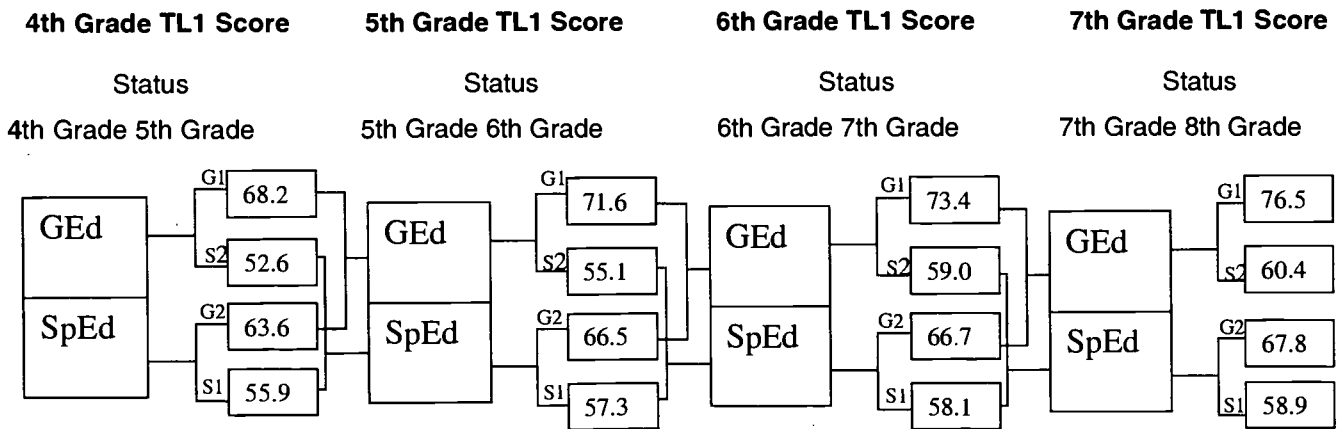 4th Grade TL1 Score 5th Grade TL1 Score 6th Grade TL1 Score 7th Grade TL1 Score
Status Status Status Status
4th Grade 5th Grade 5th Grade 6th Grade 6th Grade 7th Grade 7th Grade 8th Grade
G1 68.2 G1 71.6 G1 73.4 G1 76.5
GEd GEd GEd GEd
S2 52.6 S2 55.1 S2 59.0 S2 60.4
G2 63.6 G2 66.5 G2 66.7 G2 67.8
SpEd SpEd SpEd SpEd
S1 55.9 S1 57.3 S1 58.1 S1 58.9